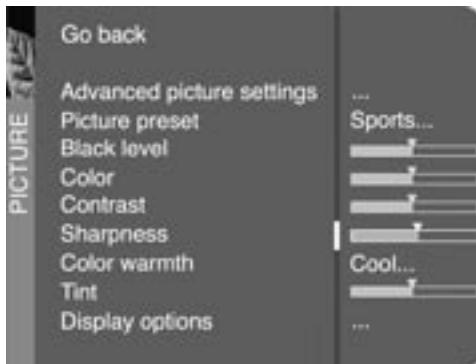 PICTURE
Go back
Advanced picture settings ...
Picture preset Sports...
Black level
Color
Contrast
Sharpness
Color warmth Cool...
Tint
Display options ...